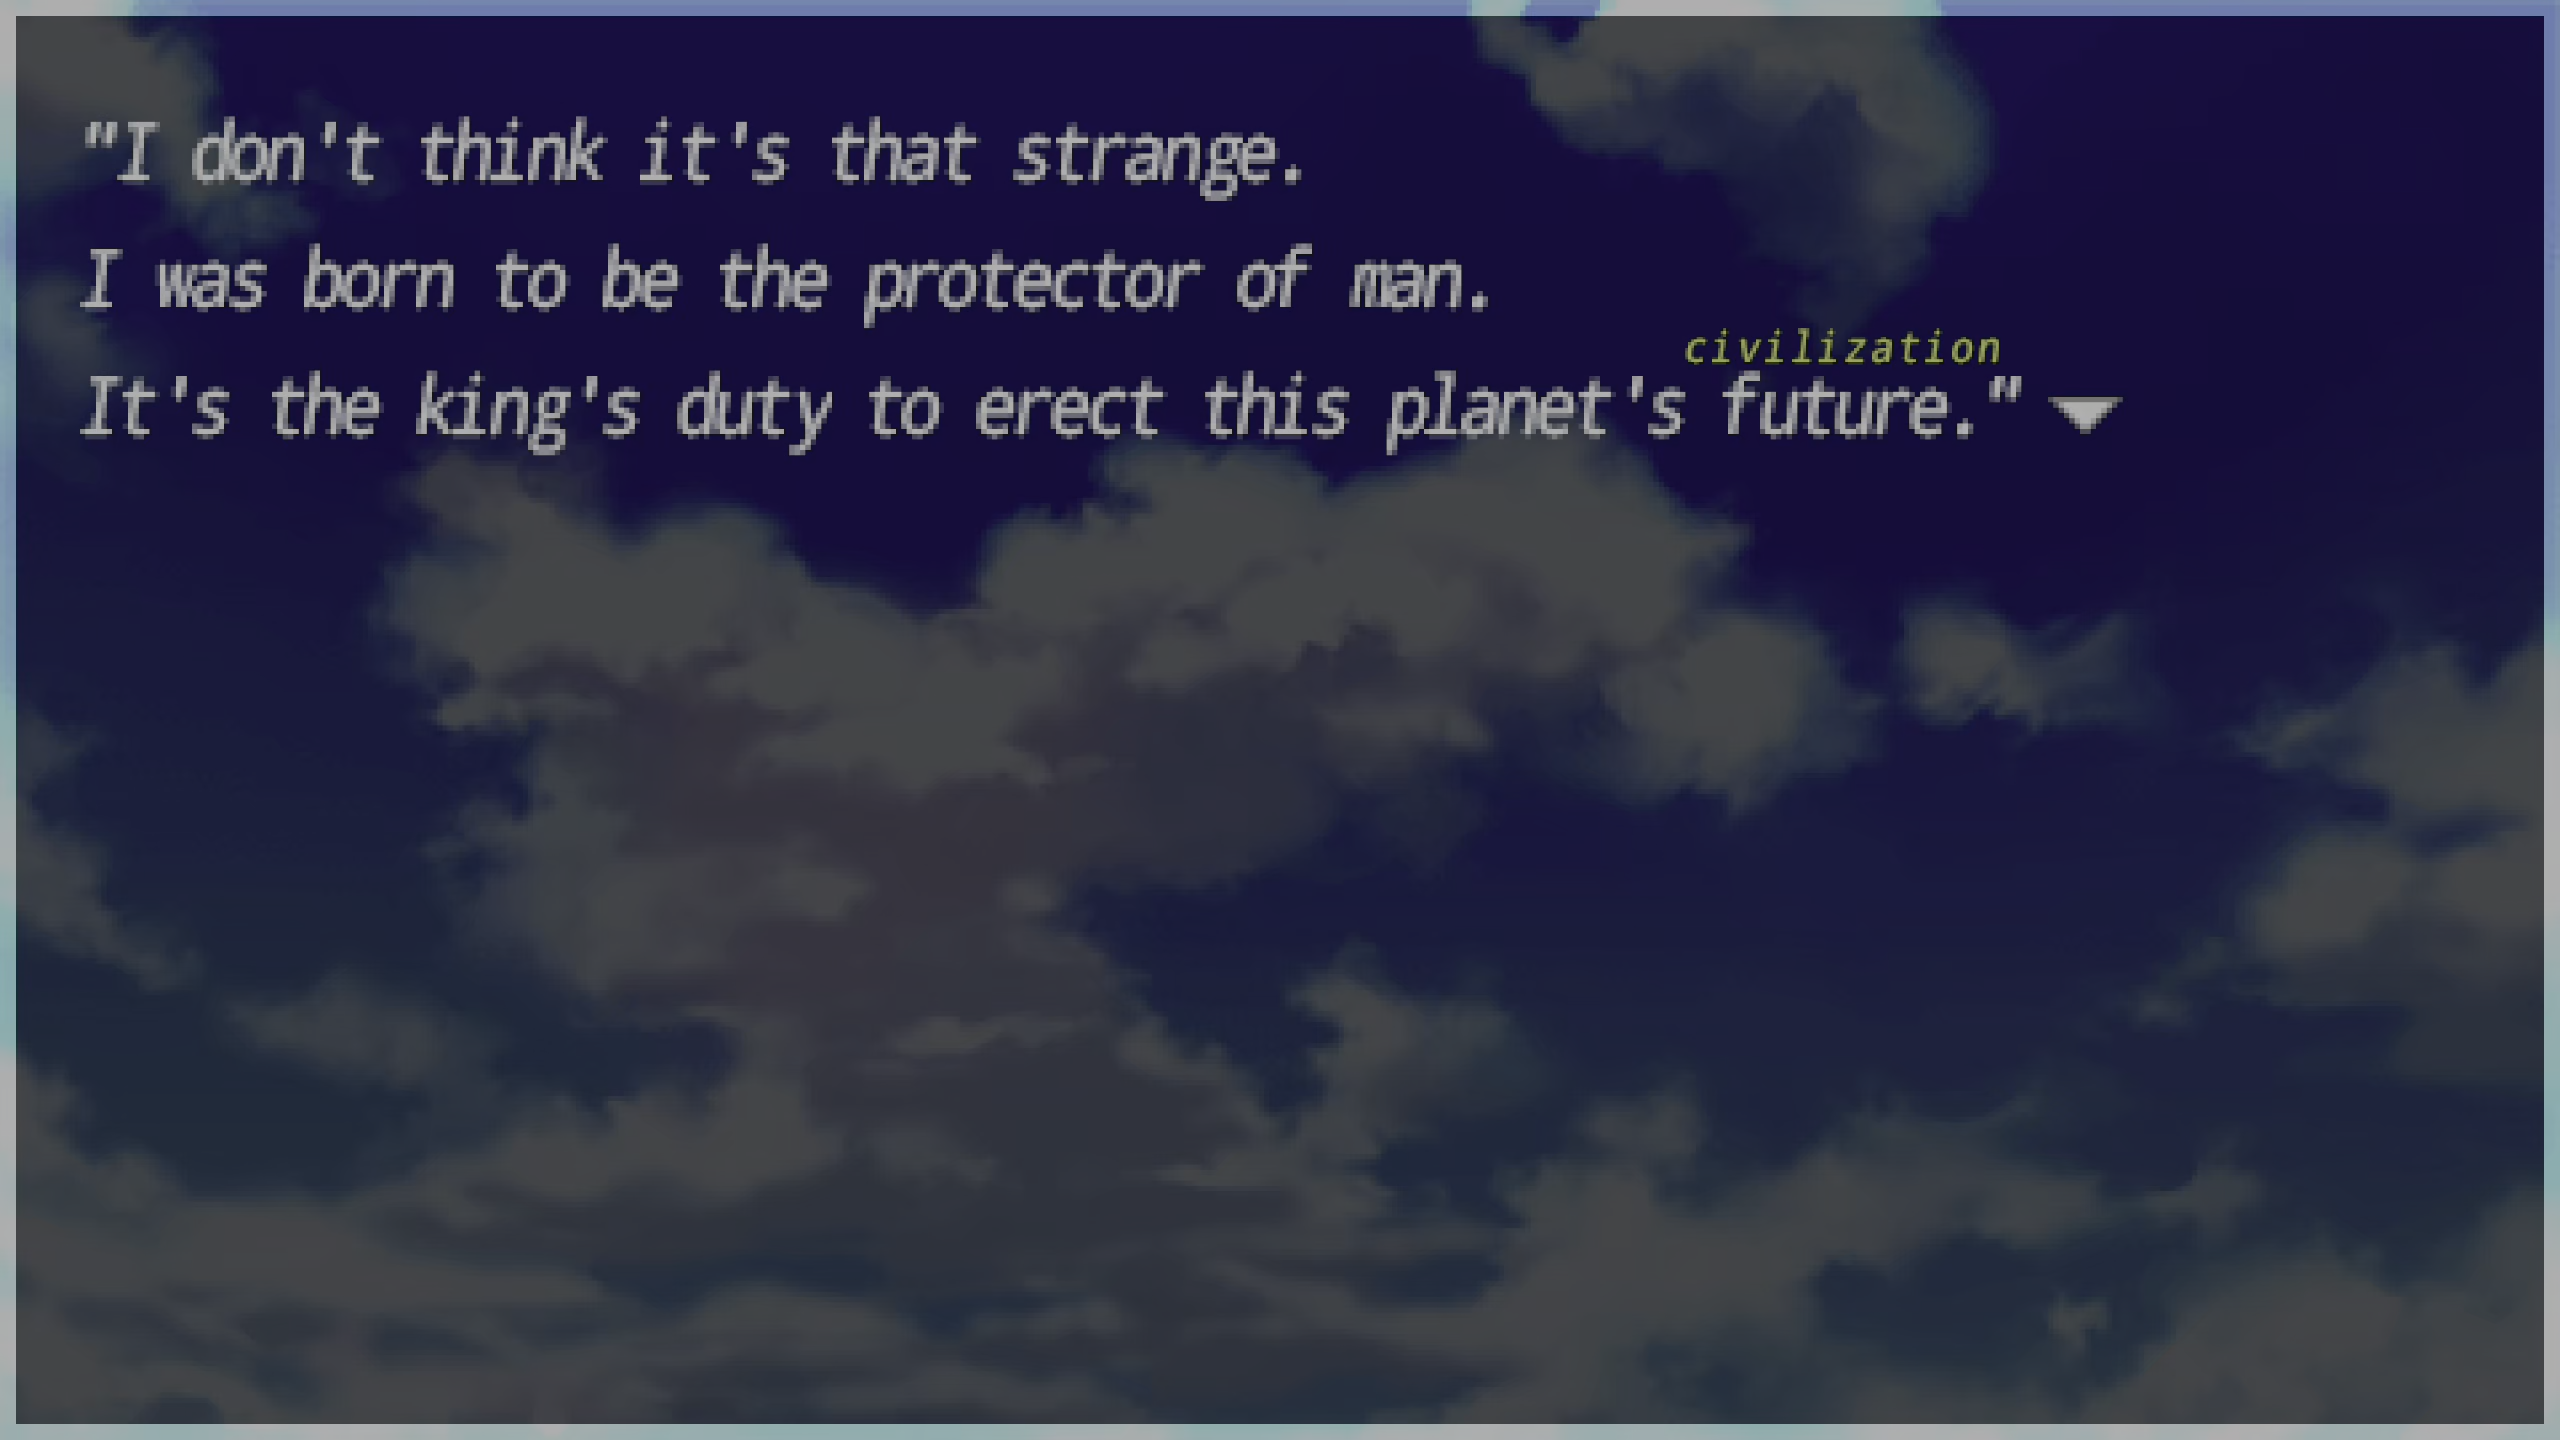 "I don't think it's that strange.
I was born to be the protector of man.
civilization
It's the king's duty to erect this planet's future."